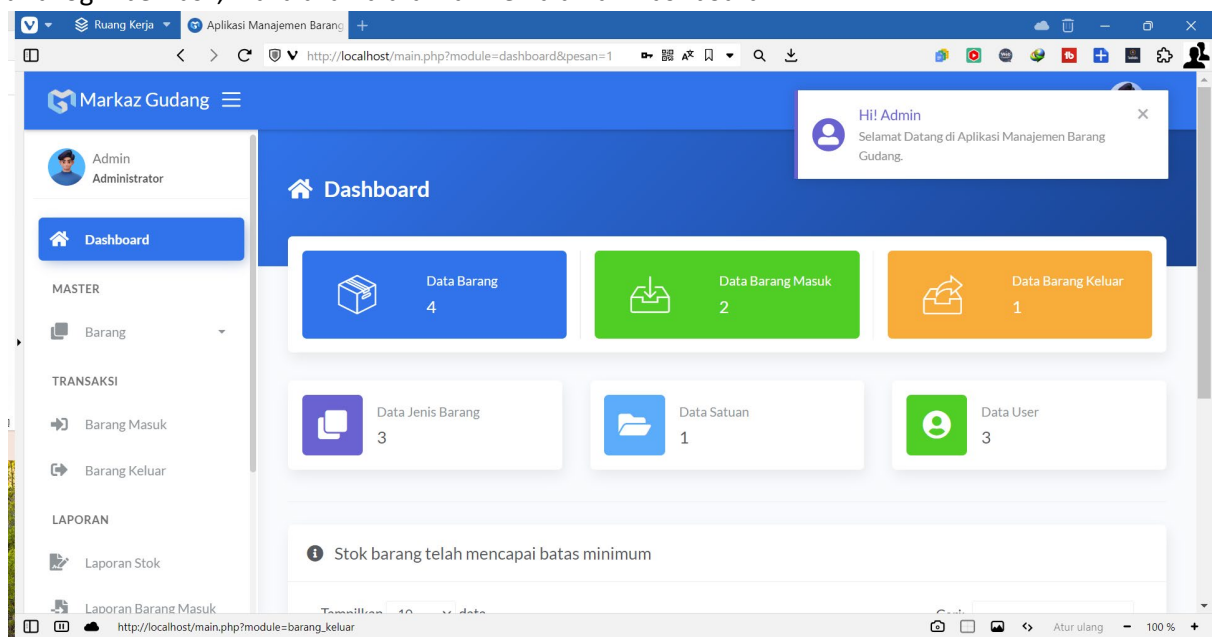 Ruang Kerja
Aplikasi Manajemen Barang
http://localhost/main.php?module=dashboard&pesan=1
Markaz Gudang
Hi! Admin
Selamat Datang di Aplikasi Manajemen Barang
Gudang.
Admin
Administrator
Dashboard
Dashboard
MASTER
Barang
TRANSAKSI
Barang Masuk
Barang Keluar
LAPORAN
Laporan Stok
Laporan Barang Masuk
Data Barang
4
Data Barang Masuk
2
Data Barang Keluar
1
Data Jenis Barang
3
Data Satuan
1
Data User
3
Stok barang telah mencapai batas minimum
Tampilkan 10 data
Cari:
http://localhost/main.php?module=barang_keluar
Atur ulang
100 %